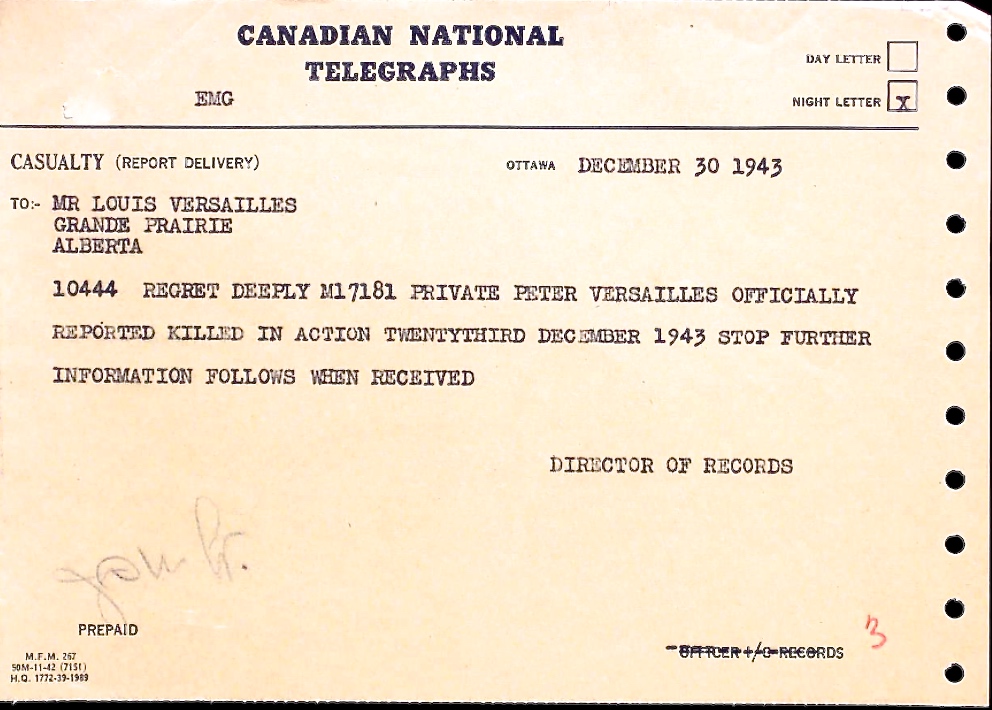 CANADIAN NATIONAL
TELEGRAPHS
EMG
DAY LETTER
NIGHT LETTER X
CASUALTY (REPORT DELIVERY)
OTTAWA DECEMBER 30 1943
TO:- MR LOUIS VERSAILLES
GRANDE PRAIRIE
ALBERTA
10444 REGRET DEEPLY M17181 PRIVATE PETER VERSAILLES OFFICIALLY
REPORTED KILLED IN ACTION TWENTYTHIRD DECEMBER 1943 STOP FURTHER
INFORMATION FOLLOWS WHEN RECEIVED
DIRECTOR OF RECORDS
PREPAID
M.F.M. 267
50M-11-42 (7151)
H.Q. 1772-39-1989
OFFICER I/C RECORDS
3